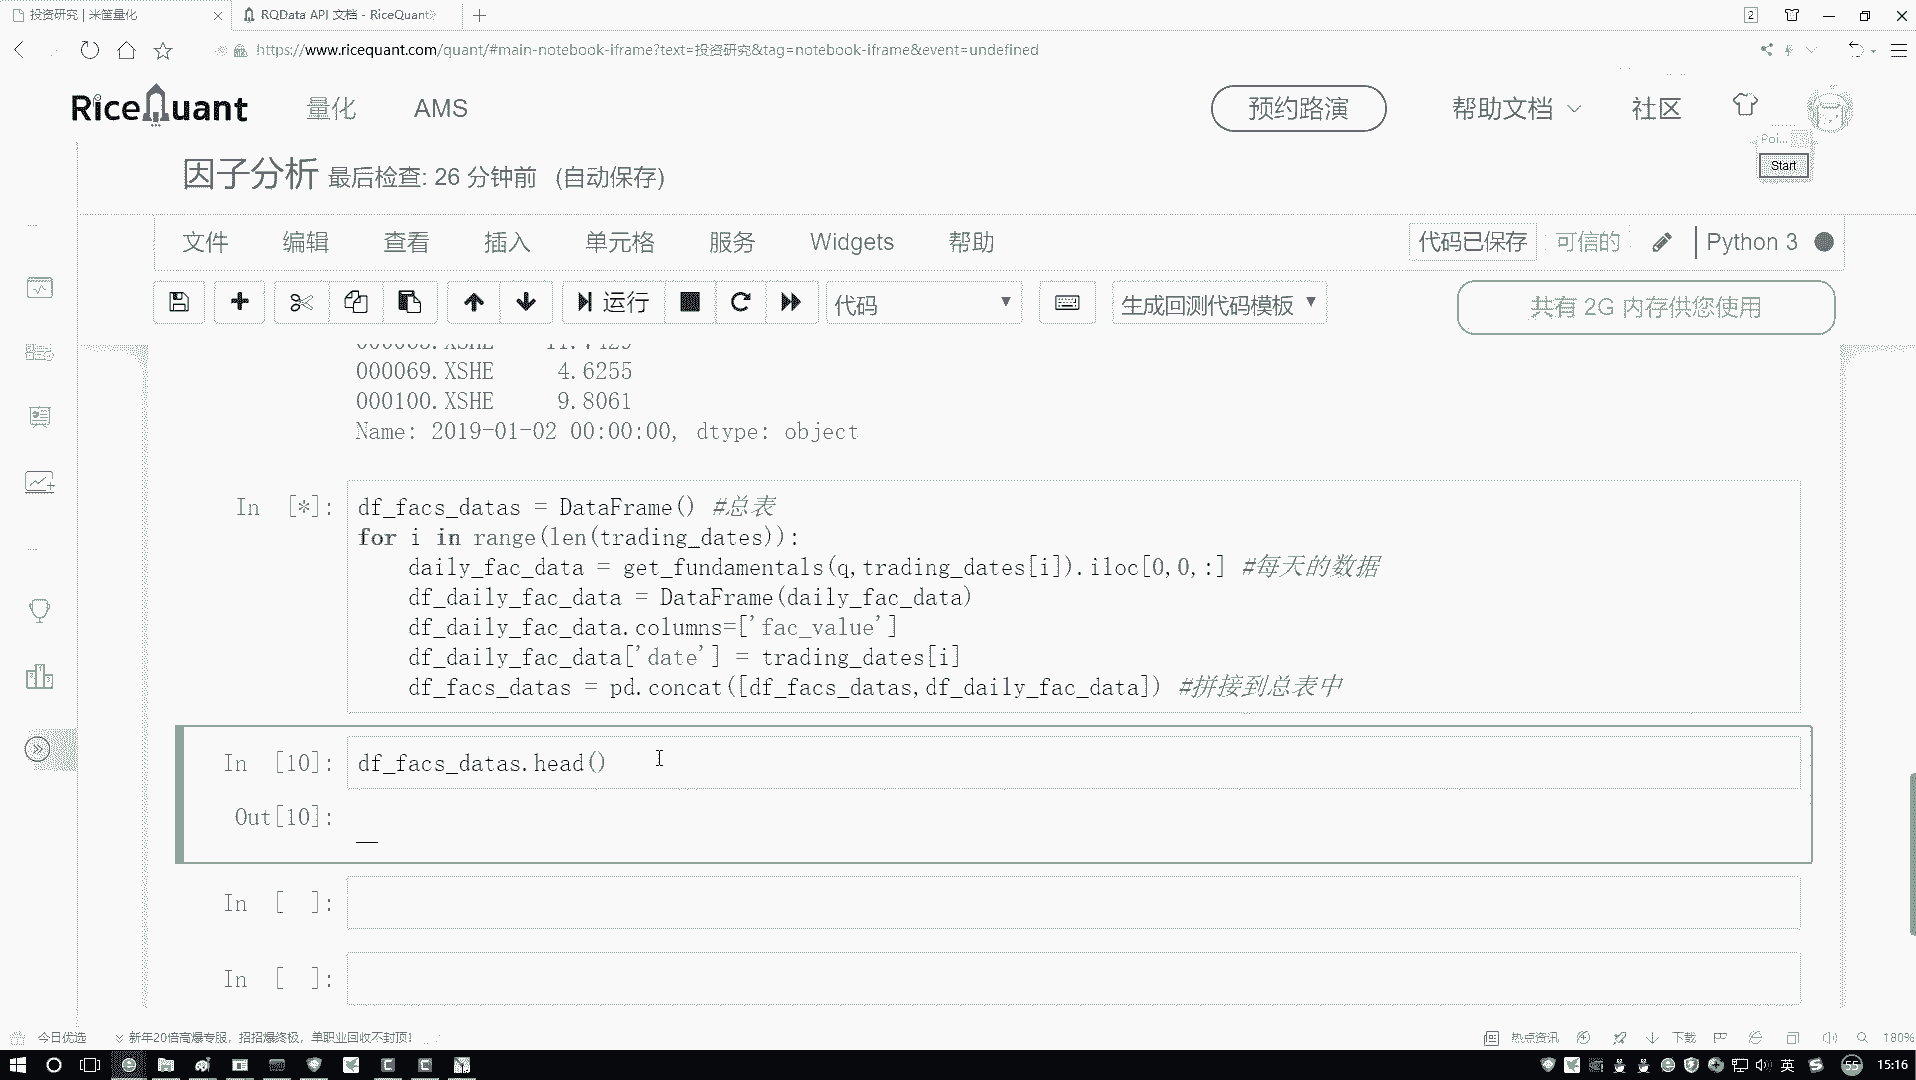 投资研究 | 米筐量化
RQData API 文档 - RiceQuant
2
https://www.ricequant.com/quant/#main-notebook-iframe?text=投资研究&tag=notebook-iframe&event=undefined
RiceQuant 量化 AMS 预约路演 帮助文档 社区
Poi...
Start
因子分析 最后检查: 26 分钟前 (自动保存)
文件 编辑 查看 插入 单元格 服务 Widgets 帮助 代码已保存 可信的 Python 3
运行 代码 生成回测代码模板 共有 2G 内存供您使用
000069.XSHE 4.6255
000100.XSHE 9.8061
Name: 2019-01-02 00:00:00, dtype: object
In [*]: df_facs_datas = DataFrame() #总表
for i in range(len(trading_dates)):
daily_fac_data = get_fundamentals(q,trading_dates[i]).iloc[0,0,:] #每天的数据
df_daily_fac_data = DataFrame(daily_fac_data)
df_daily_fac_data.columns=['fac_value']
df_daily_fac_data['date'] = trading_dates[i]
df_facs_datas = pd.concat([df_facs_datas,df_daily_fac_data]) #拼接到总表中
In [10]: df_facs_datas.head()
Out[10]:
In [ ]:
In [ ]:
今日优选 新年20倍高爆专服，招招爆终极，单职业回收不封顶！ 热点资讯 下载 180%
英 55 15:16